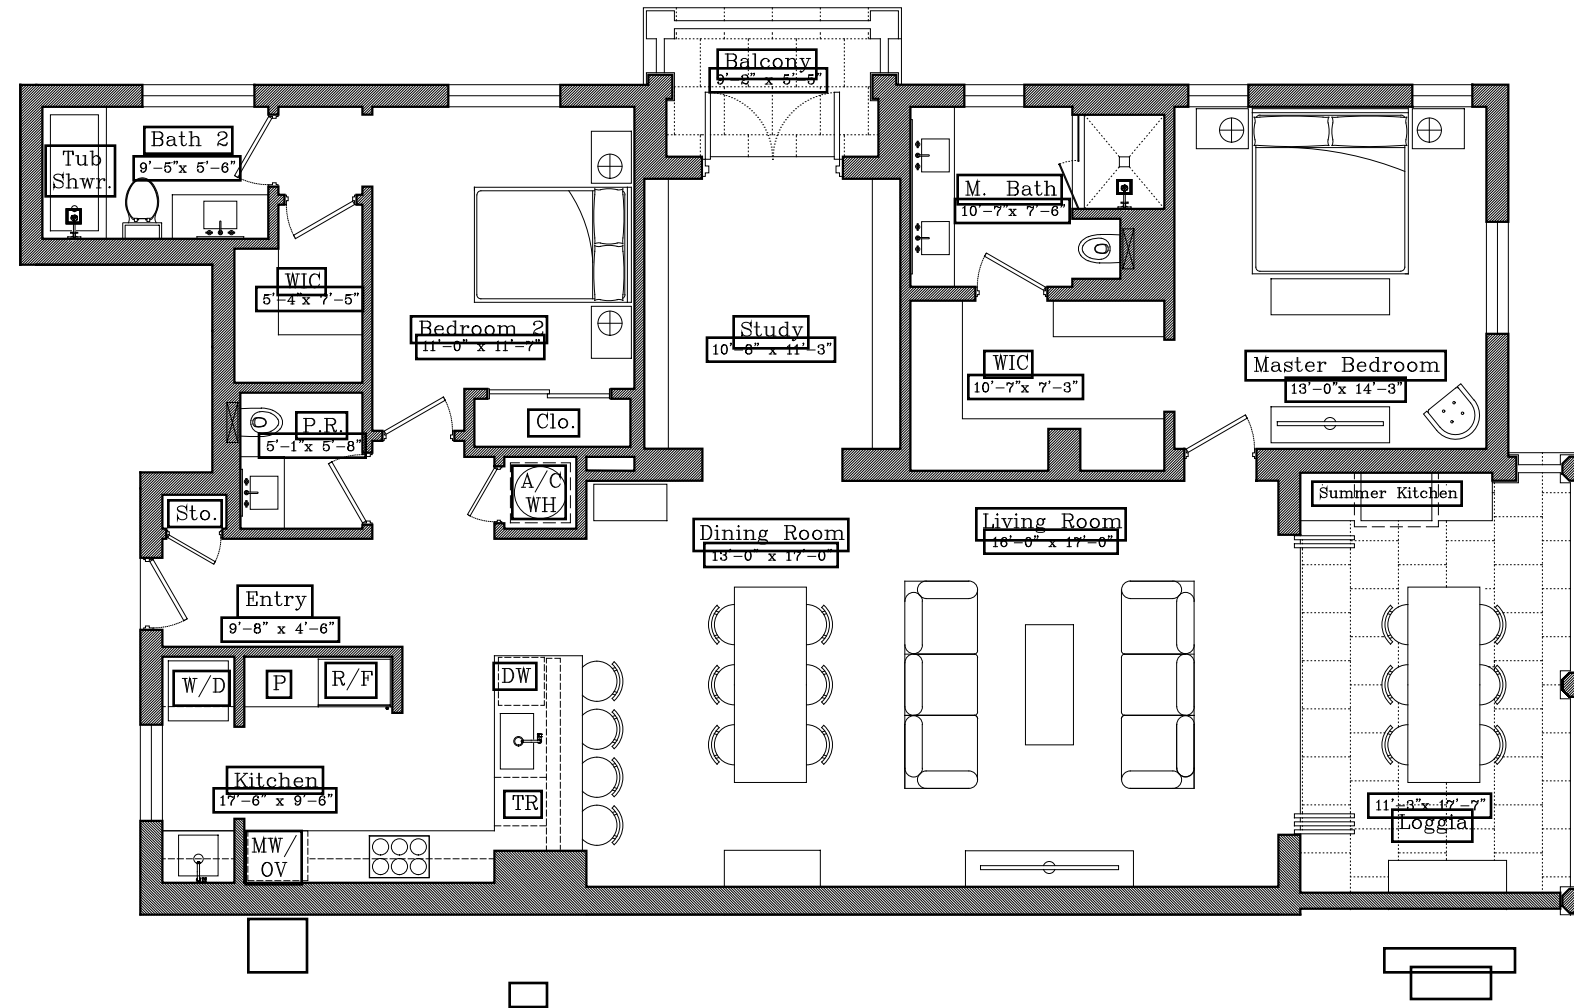 Balcony
9'-2" x 5'-5"
Bath 2
9'-5"x 5'-6"
Tub
Shwr.
M. Bath
10'-7"x 7'-6"
WIC
5'-4"x 7'-5"
Bedroom 2
11'-0" x 11'-7"
Study
10'-8" x 11'-3"
WIC
10'-7"x 7'-3"
Master Bedroom
13'-0"x 14'-3"
P.R.
5'-1"x 5'-8"
Clo.
A/C
WH
Sto.
Summer Kitchen
Dining Room
13'-0" x 17'-0"
Living Room
16'-0" x 17'-0"
Entry
9'-8" x 4'-6"
W/D
P
R/F
DW
Kitchen
17'-6" x 9'-6"
TR
11'-3"x 17'-7"
Loggia
MW/
OV